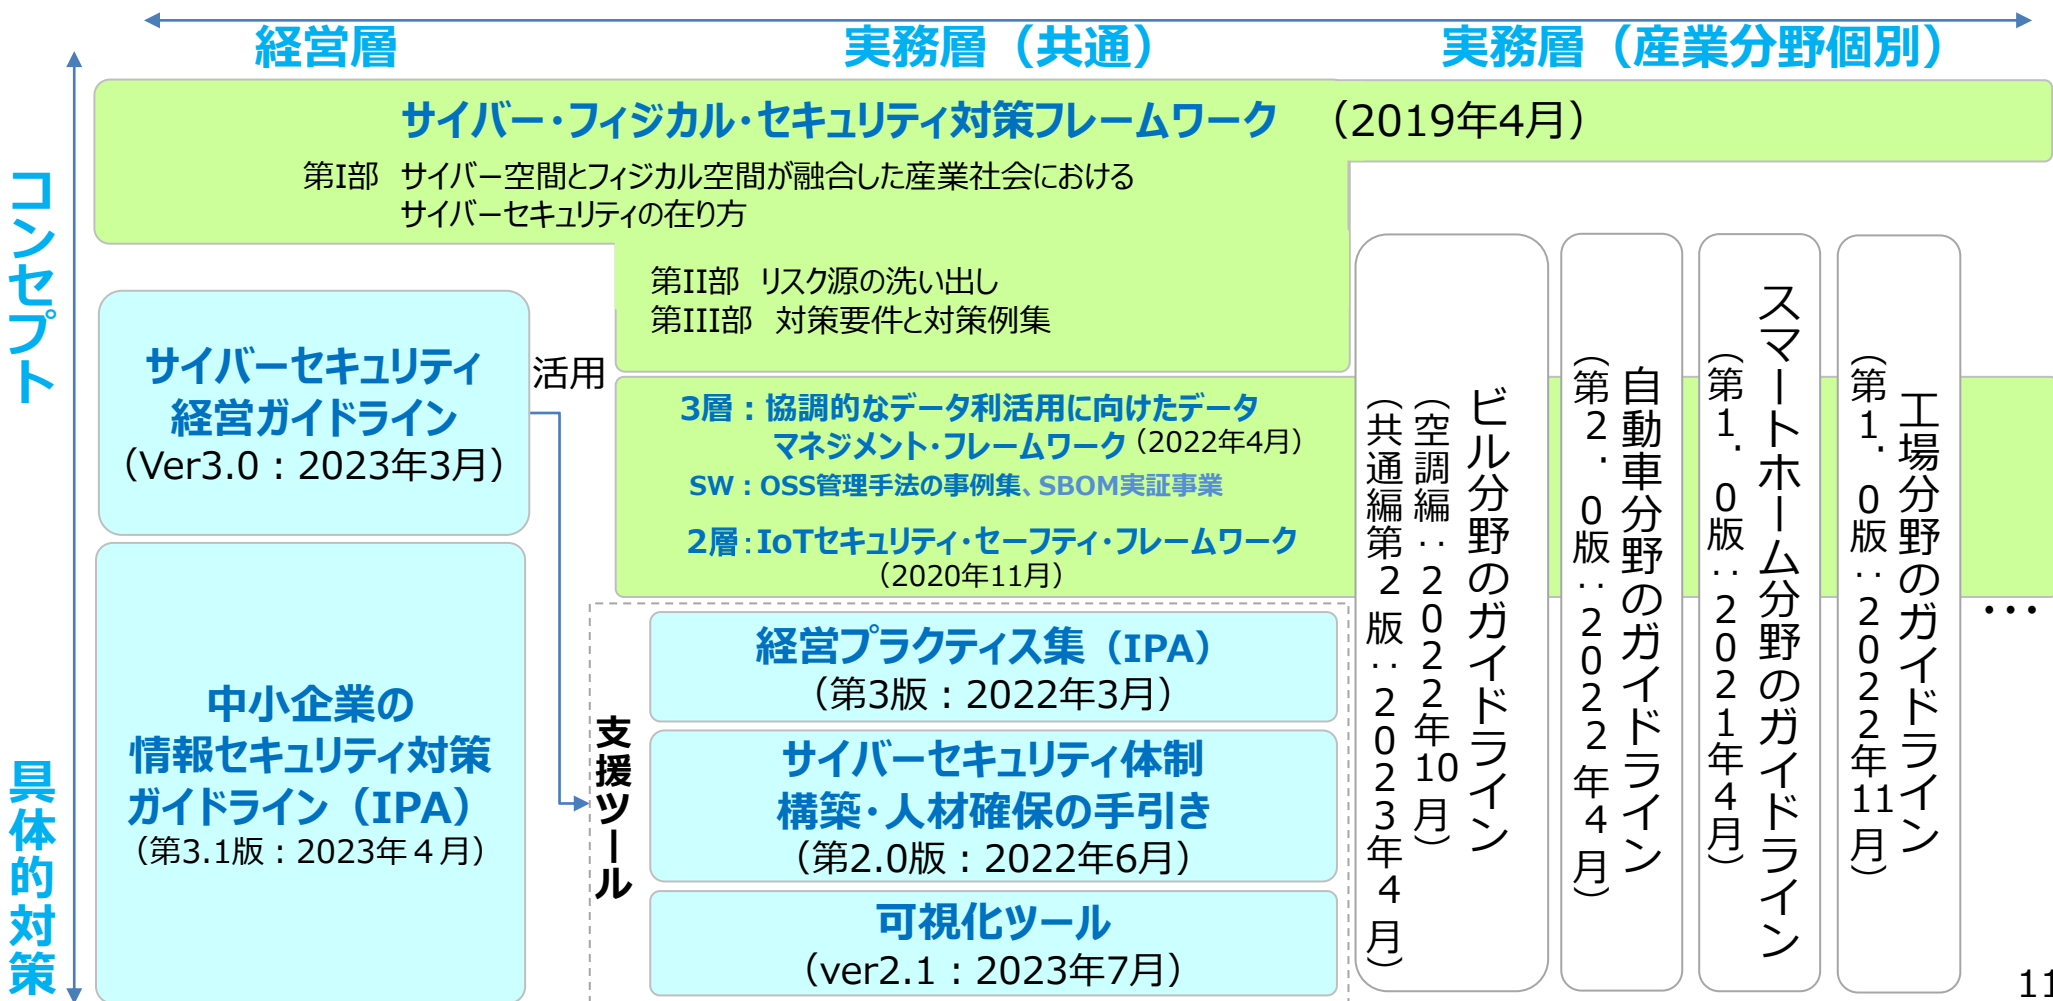 経営層
実務層（共通）
実務層（産業分野個別）
コンセプト
具体的対策
サイバー・フィジカル・セキュリティ対策フレームワーク （2019年4月）
第I部 サイバー空間とフィジカル空間が融合した産業社会における
サイバーセキュリティの在り方
第II部 リスク源の洗い出し
第III部 対策要件と対策例集
サイバーセキュリティ
経営ガイドライン
（Ver3.0：2023年3月）
活用
中小企業の
情報セキュリティ対策
ガイドライン（IPA）
（第3.1版：2023年４月）
3層：協調的なデータ利活用に向けたデータ
マネジメント・フレームワーク（2022年4月）
SW：OSS管理手法の事例集、SBOM実証事業
2層：IoTセキュリティ・セーフティ・フレームワーク
（2020年11月）
支援ツール
経営プラクティス集（IPA）
（第3版：2022年3月）
サイバーセキュリティ体制
構築・人材確保の手引き
（第2.0版：2022年6月）
可視化ツール
（ver2.1：2023年7月）
ビル分野のガイドライン
（空調編：２０２２年10月）
（共通編第２版：２０２３年４月）
自動車分野のガイドライン
（第２．０版：２０２２年４月）
スマートホーム分野のガイドライン
（第１．０版：２０２１年４月）
工場分野のガイドライン
（第１．０版：２０２２年11月）
…
11